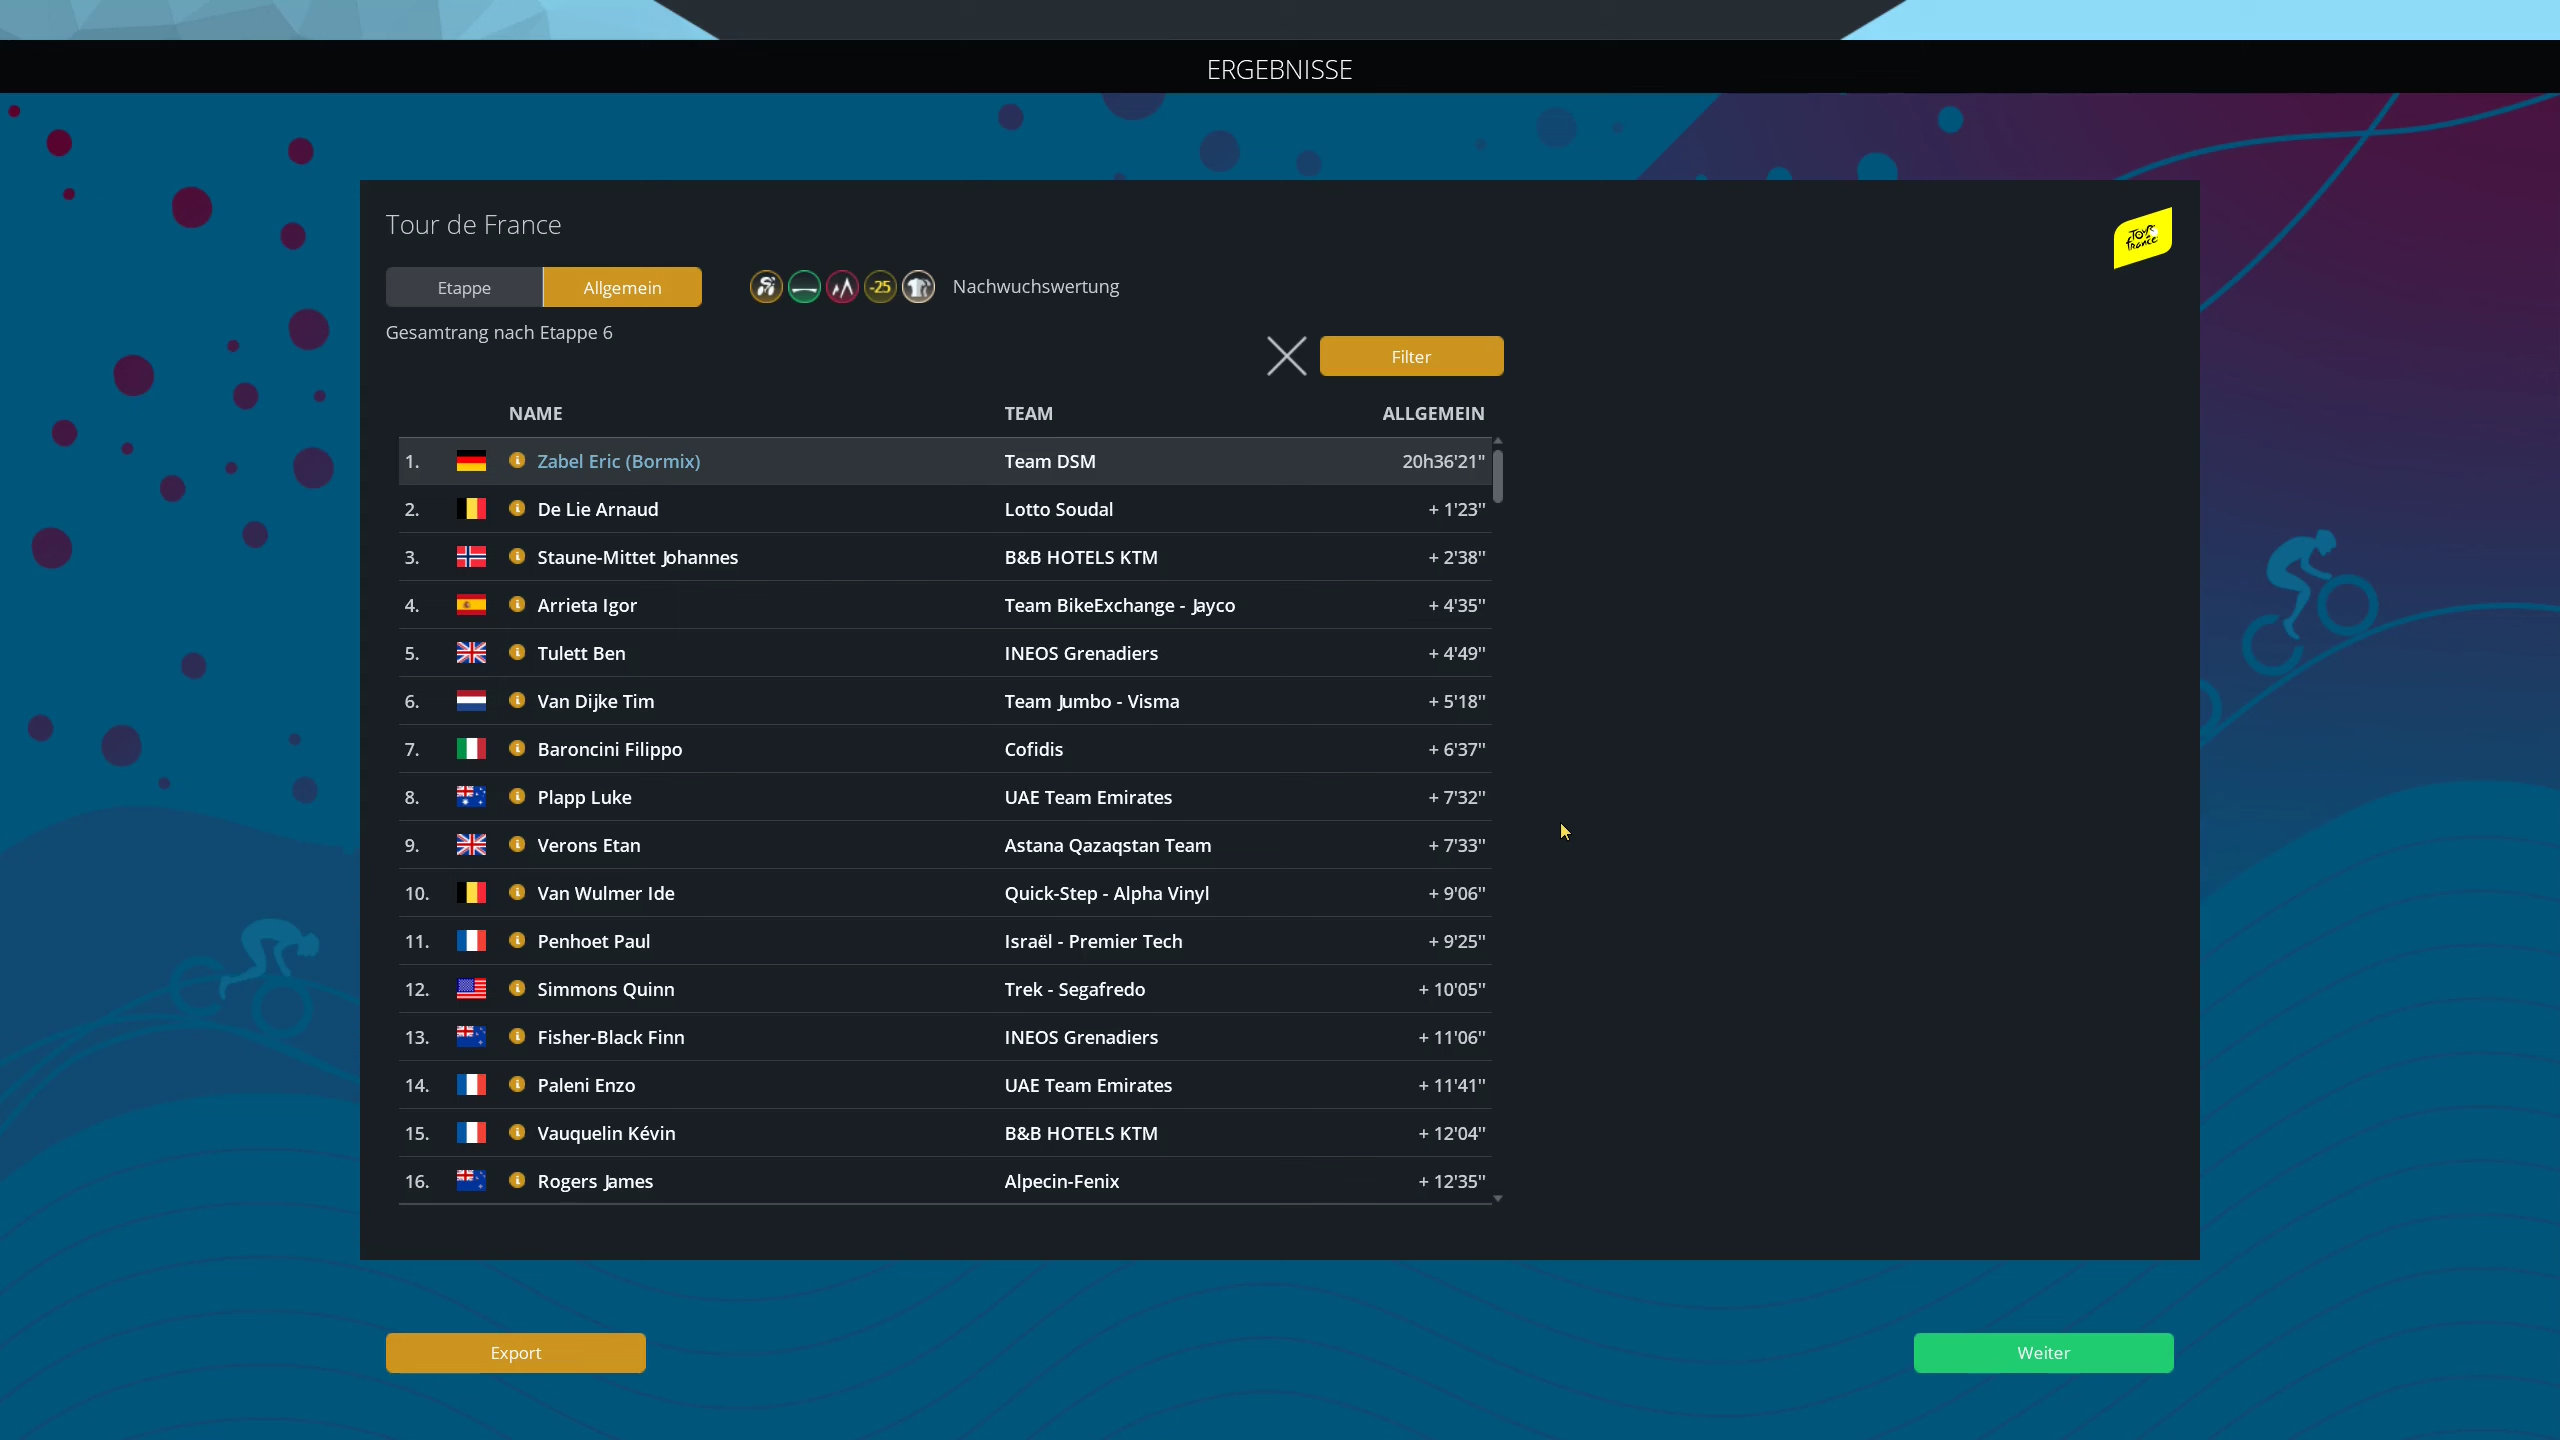 ERGEBNISSE
Tour de France
TOUR
france
Etappe Allgemein -25 Nachwuchswertung
Gesamtrang nach Etappe 6
Filter
NAME TEAM ALLGEMEIN
1. Zabel Eric (Bormix) Team DSM 20h36'21''
2. De Lie Arnaud Lotto Soudal + 1'23''
3. Staune-Mittet Johannes B&B HOTELS KTM + 2'38''
4. Arrieta Igor Team BikeExchange - Jayco + 4'35''
5. Tulett Ben INEOS Grenadiers + 4'49''
6. Van Dijke Tim Team Jumbo - Visma + 5'18''
7. Baroncini Filippo Cofidis + 6'37''
8. Plapp Luke UAE Team Emirates + 7'32''
9. Verons Etan Astana Qazaqstan Team + 7'33''
10. Van Wulmer Ide Quick-Step - Alpha Vinyl + 9'06''
11. Penhoet Paul Israël - Premier Tech + 9'25''
12. Simmons Quinn Trek - Segafredo + 10'05''
13. Fisher-Black Finn INEOS Grenadiers + 11'06''
14. Paleni Enzo UAE Team Emirates + 11'41''
15. Vauquelin Kévin B&B HOTELS KTM + 12'04''
16. Rogers James Alpecin-Fenix + 12'35''
Export
Weiter